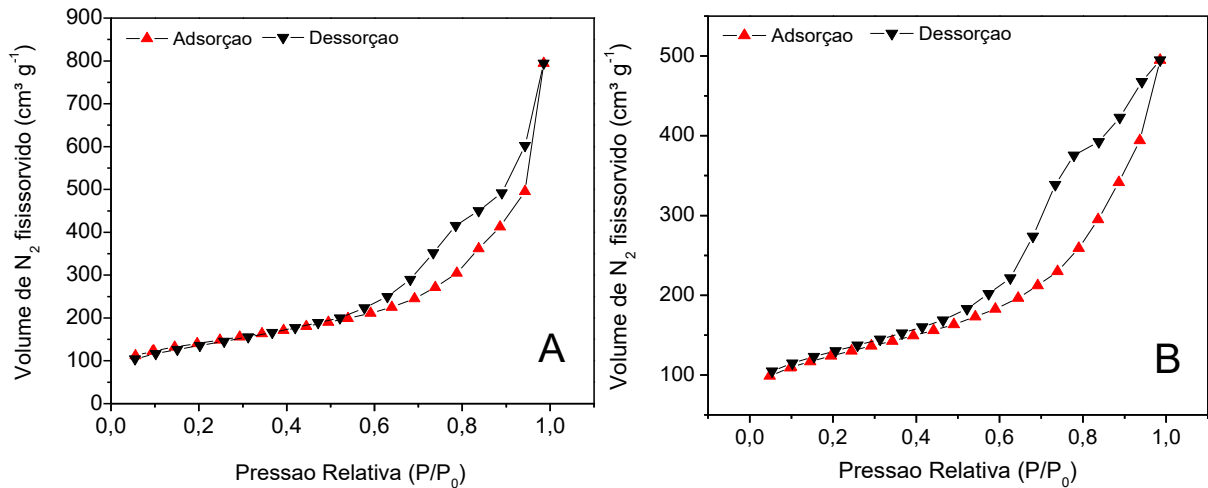 900
800
700
600
500
400
300
200
100
0
Volume de N2 fisissorvido (cm³ g-1)
Adsorçao
Dessorçao
A
0,0 0,2 0,4 0,6 0,8 1,0
Pressao Relativa (P/P0)
500
400
300
200
100
Volume de N2 fisissorvido (cm³ g-1)
Adsorçao
Dessorçao
B
0,0 0,2 0,4 0,6 0,8 1,0
Pressao Relativa (P/P0)